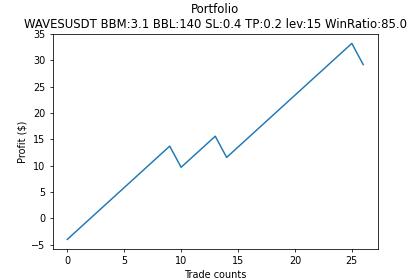 Portfolio
WAVESUSDT BBM:3.1 BBL:140 SL:0.4 TP:0.2 lev:15 WinRatio:85.0
35
30
25
20
15
10
5
0
−5
Profit ($)
0 5 10 15 20 25
Trade counts